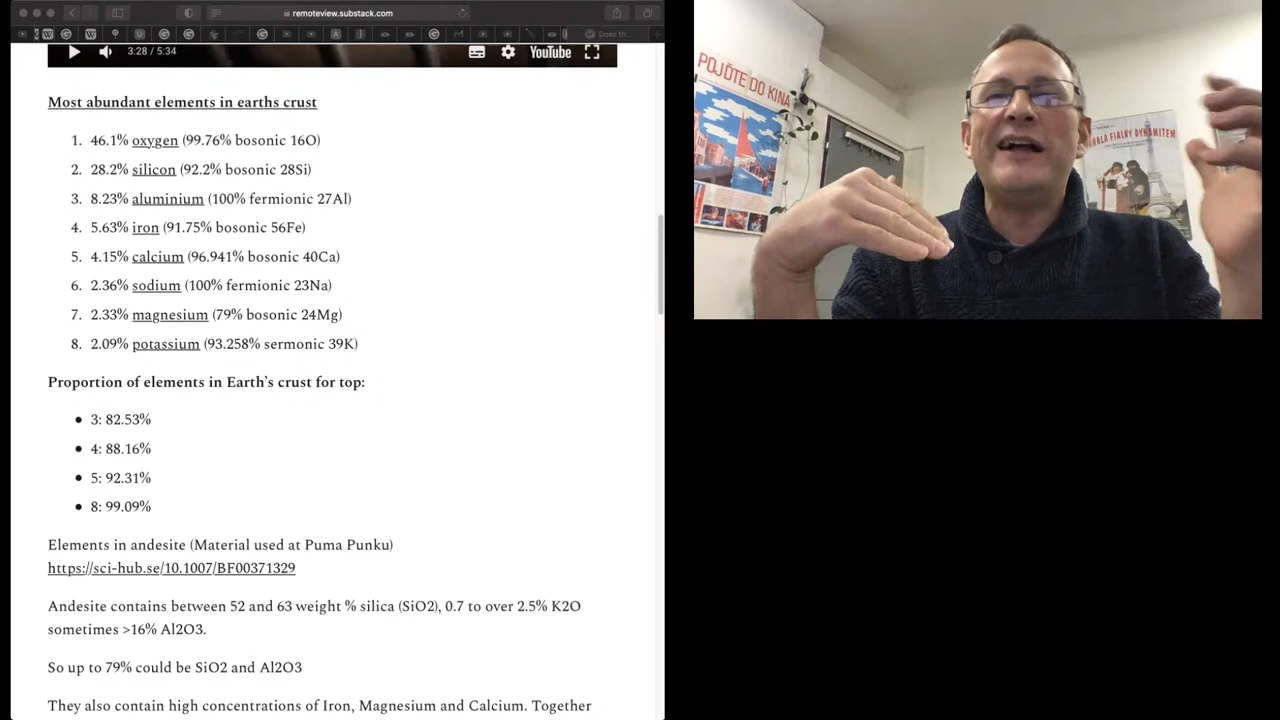 remoteview.substack.com
Does th...
3:28 / 5:34
YouTube
Most abundant elements in earths crust
1. 46.1% oxygen (99.76% bosonic 16O)
2. 28.2% silicon (92.2% bosonic 28Si)
3. 8.23% aluminium (100% fermionic 27Al)
4. 5.63% iron (91.75% bosonic 56Fe)
5. 4.15% calcium (96.941% bosonic 40Ca)
6. 2.36% sodium (100% fermionic 23Na)
7. 2.33% magnesium (79% bosonic 24Mg)
8. 2.09% potassium (93.258% sermonic 39K)
Proportion of elements in Earth's crust for top:
● 3: 82.53%
● 4: 88.16%
● 5: 92.31%
● 8: 99.09%
Elements in andesite (Material used at Puma Punku)
https://sci-hub.se/10.1007/BF00371329
Andesite contains between 52 and 63 weight % silica (SiO2), 0.7 to over 2.5% K2O
sometimes >16% Al2O3.
So up to 79% could be SiO2 and Al2O3
They also contain high concentrations of Iron, Magnesium and Calcium. Together
POJĎTE DO KINA
HALA FIALKY DYNAMITEM